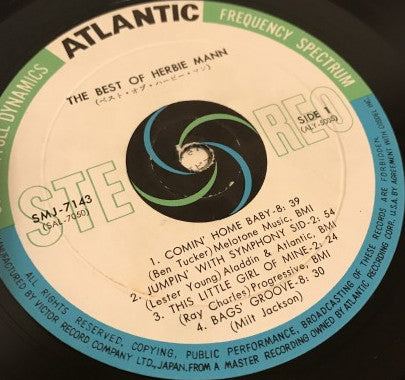 FULL DYNAMICS
ATLANTIC
FREQUENCY SPECTRUM
THE BEST OF HERBIE MANN
(ベスト・オブ・ハービー・マン)
SIDE 1
STEREO
SMJ-7143
(SAL-7050)
1. COMIN' HOME BABY-8: 39
(Ben Tucker) Melotone Music, BMI
2. JUMPIN' WITH SYMPHONY SID-2: 54
(Lester Young) Aladdin & Atlantic, BMI
3. THIS LITTLE GIRL OF MINE-2: 24
(Ray Charles) Progressive, BMI
4. BAGS' GROOVE-8: 30
(Milt Jackson)
ALL RIGHTS RESERVED, COPYING, PUBLIC PERFORMANCE, BROADCASTING OF THESE RECORDS ARE FORBIDDEN.
MANUFACTURED BY VICTOR RECORD COMPANY LTD., JAPAN. FROM A MASTER RECORDING OWNED BY ATLANTIC RECORDING CORP. U.S.A.